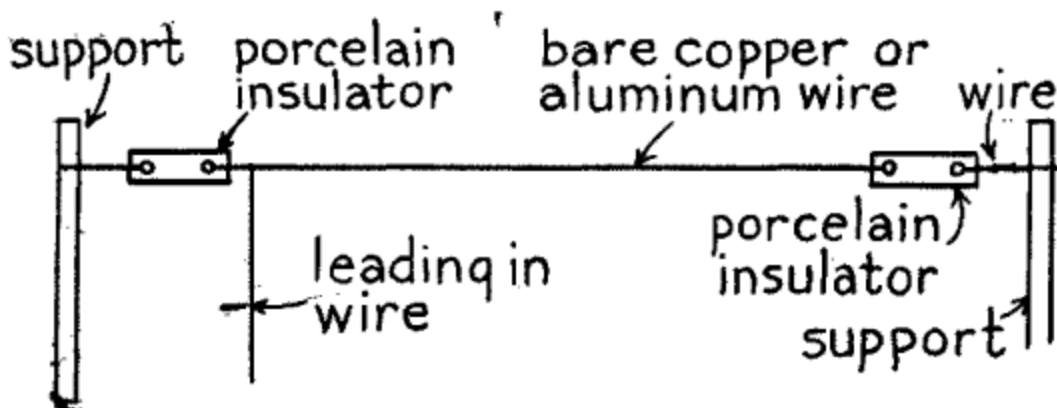 support
porcelain
insulator
bare copper or
aluminum wire
wire
leading in
wire
porcelain
insulator
support